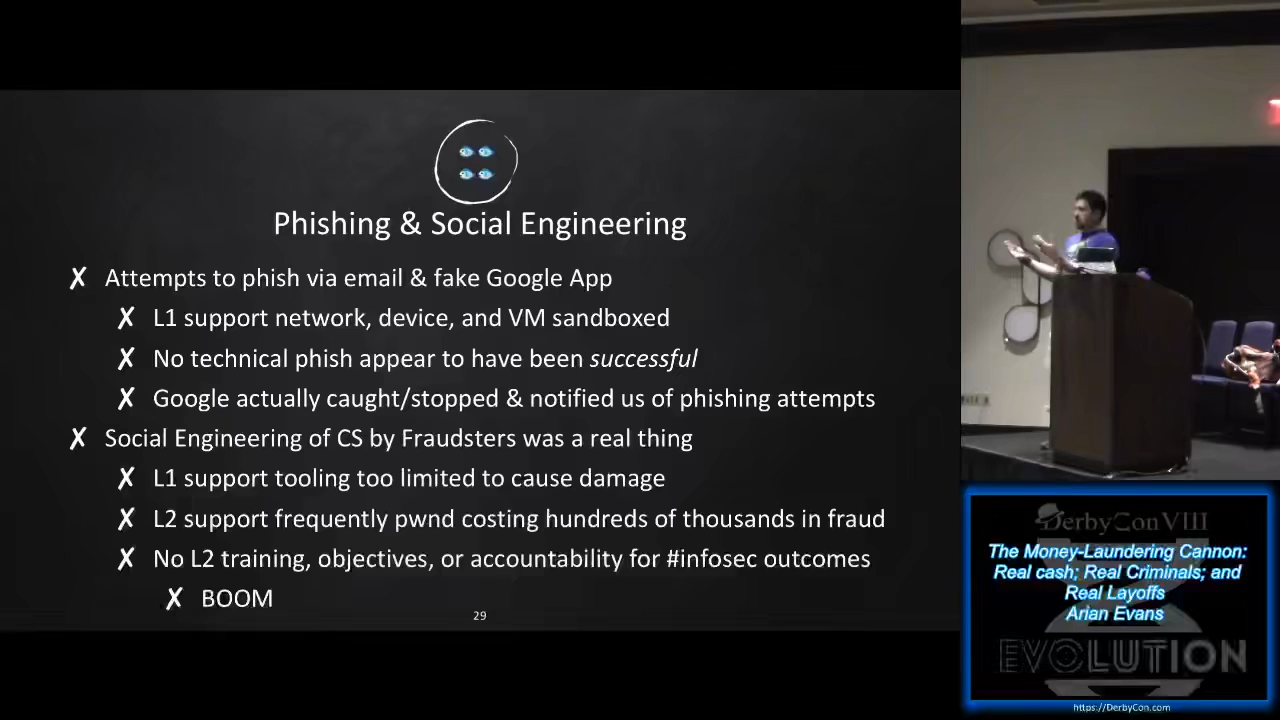 Phishing & Social Engineering
✗ Attempts to phish via email & fake Google App
✗ L1 support network, device, and VM sandboxed
✗ No technical phish appear to have been successful
✗ Google actually caught/stopped & notified us of phishing attempts
✗ Social Engineering of CS by Fraudsters was a real thing
✗ L1 support tooling too limited to cause damage
✗ L2 support frequently pwnd costing hundreds of thousands in fraud
✗ No L2 training, objectives, or accountability for #infosec outcomes
✗ BOOM
29
DerbyCon VIII
The Money-Laundering Cannon:
Real cash; Real Criminals; and
Real Layoffs
Arian Evans
EVOLUTION
https://DerbyCon.com